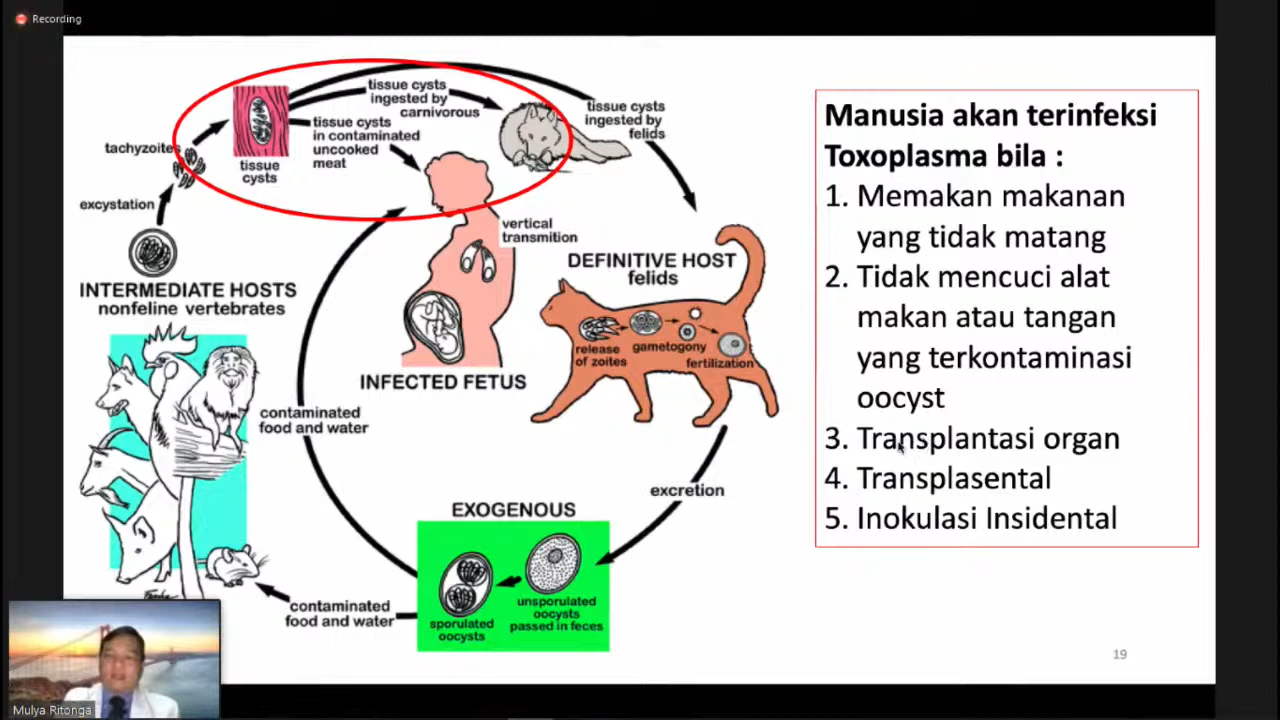 Recording
tissue cysts
ingested by
carnivorous
tissue cysts
in contaminated
uncooked
meat
tissue cysts
ingested by
felids
tachyzoites
tissue
cysts
excystation
vertical
transmition
INTERMEDIATE HOSTS
nonfeline vertebrates
DEFINITIVE HOST
felids
release
of zoites
gametogony
fertilization
INFECTED FETUS
contaminated
food and water
excretion
EXOGENOUS
sporulated
oocysts
unsporulated
oocysts
passed in feces
contaminated
food and water
Manusia akan terinfeksi
Toxoplasma bila :
1. Memakan makanan
yang tidak matang
2. Tidak mencuci alat
makan atau tangan
yang terkontaminasi
oocyst
3. Transplantasi organ
4. Transplasental
5. Inokulasi Insidental
19
Mulya Ritonga